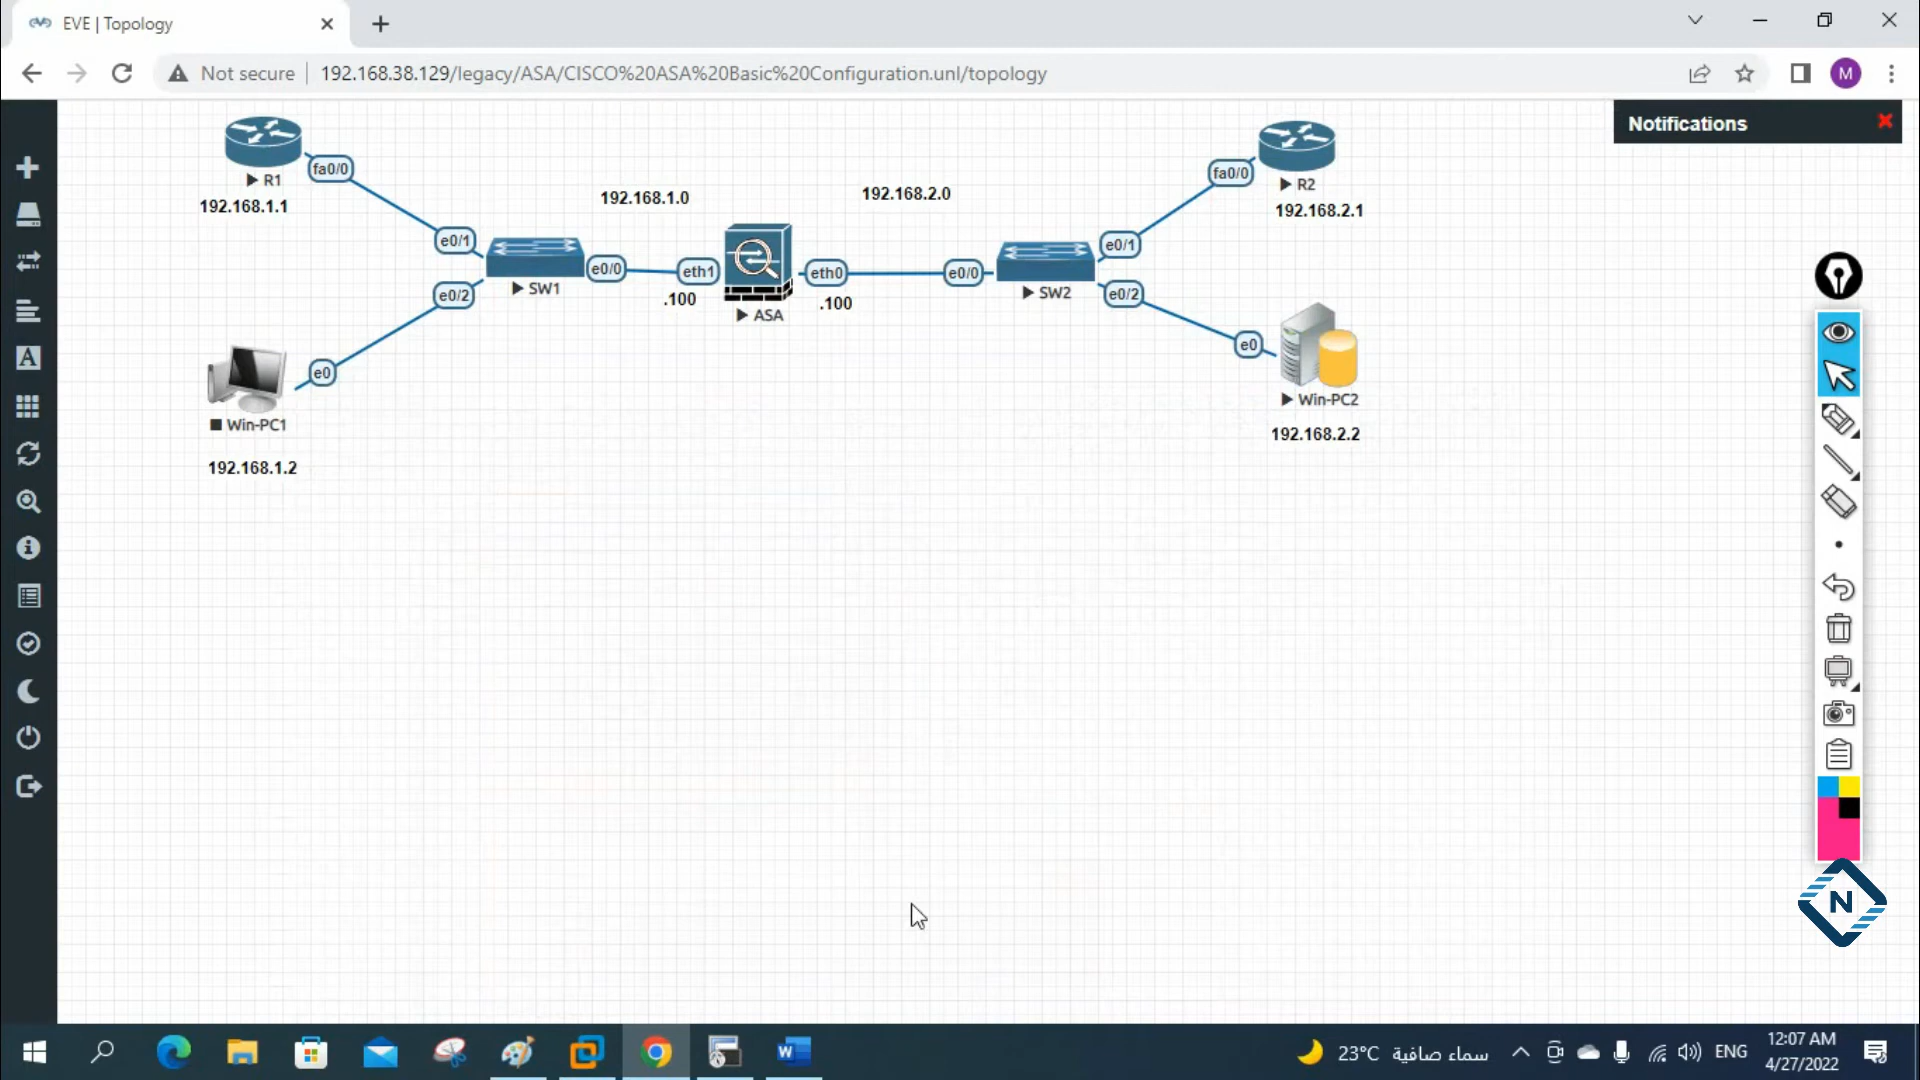 EVE | Topology
Not secure
192.168.38.129/legacy/ASA/CISCO%20ASA%20Basic%20Configuration.unl/topology
M
Notifications
R1
fa0/0
192.168.1.1
192.168.1.0
192.168.2.0
fa0/0
R2
192.168.2.1
e0/1
e0/0
SW1
e0/2
eth1
.100
ASA
eth0
.100
e0/0
SW2
e0/1
e0/2
e0
Win-PC1
192.168.1.2
e0
Win-PC2
192.168.2.2
A
N
23°C سماء صافية
ENG
12:07 AM
4/27/2022